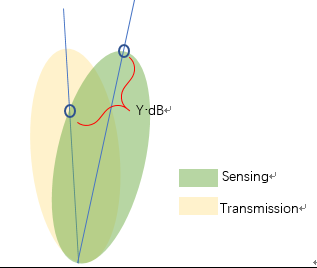 Y·dB↵
Sensing↵
Transmission↵
↵